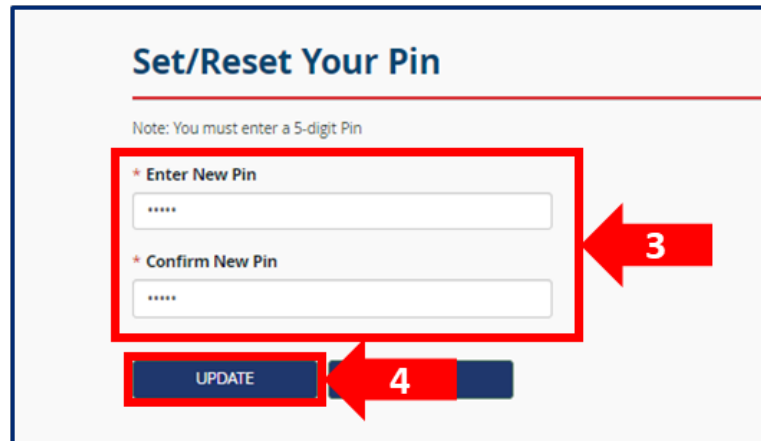 Set/Reset Your Pin
Note: You must enter a 5-digit Pin
* Enter New Pin
•••••
3
* Confirm New Pin
•••••
UPDATE
4